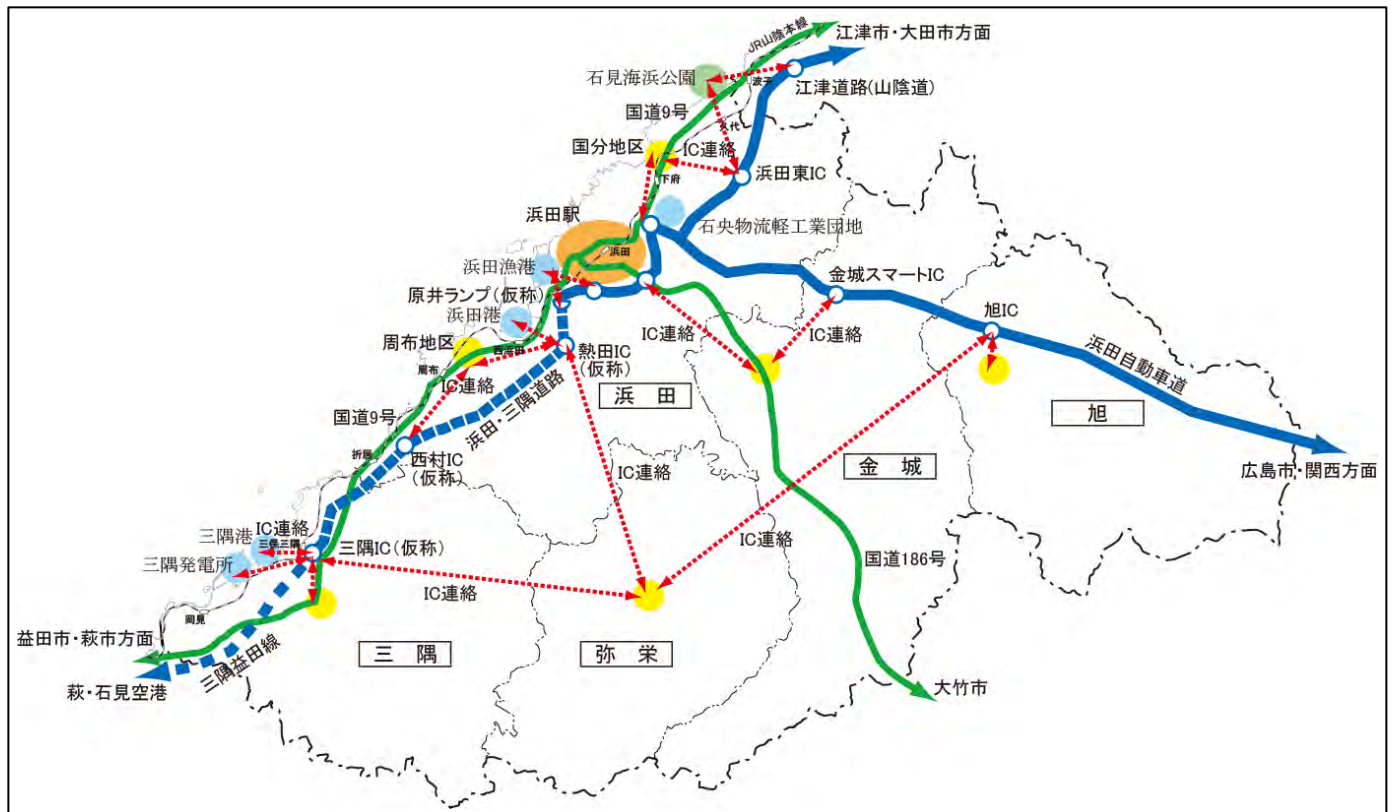 JR山陰本線
江津市・大田市方面
石見海浜公園
波子
江津道路(山陰道)
国道9号
久代
国分地区
IC連絡
下府
浜田東IC
浜田駅
石央物流軽工業団地
浜田
浜田漁港
金城スマートIC
原井ランプ(仮称)
旭IC
浜田港
IC連絡
IC連絡
周布地区
西浜田
熱田IC
(仮称)
浜田自動車道
周布
IC連絡
浜田・三隅道路
浜 田
旭
国道9号
折居
西村IC
(仮称)
IC連絡
金 城
広島市・関西方面
IC連絡
三隅港
三保三隅
三隅IC(仮称)
IC連絡
国道186号
三隅発電所
IC連絡
岡見
益田市・萩市方面
三隅益田線
三 隅
弥 栄
萩・石見空港
大竹市